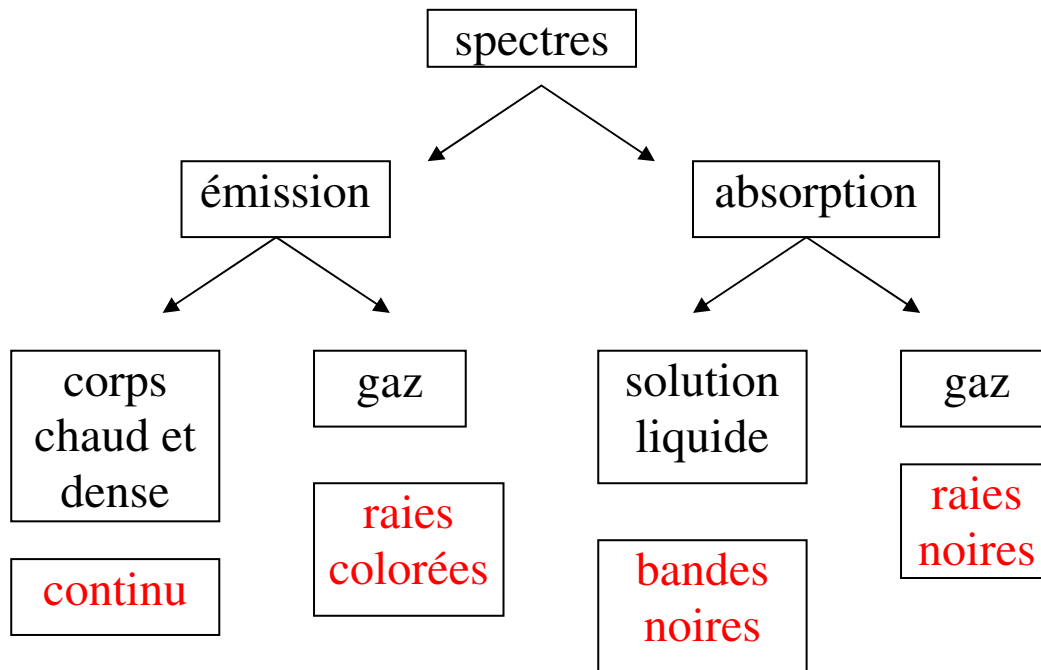 spectres
émission
absorption
corps
chaud et
dense
gaz
solution
liquide
gaz
continu
raies
colorées
bandes
noires
raies
noires